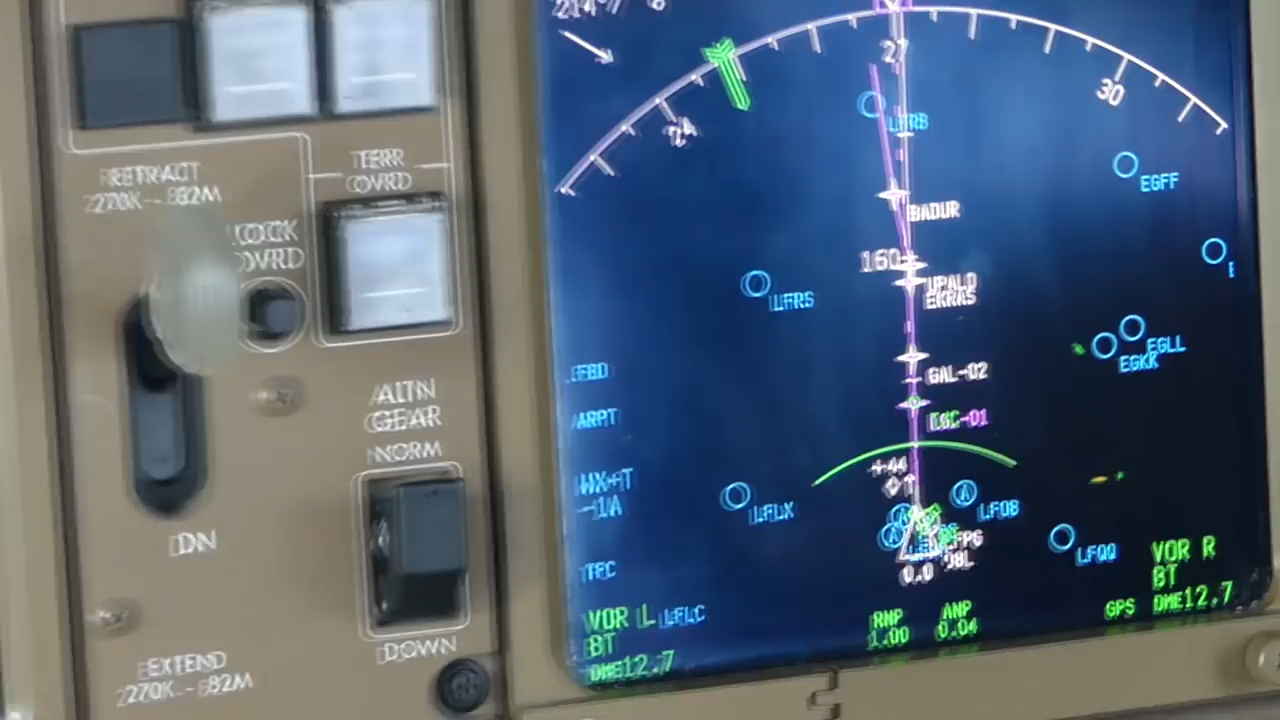 RETRACT
270K-.82M
LOCK
OVRD
TERR
OVRD
DN
ALTN
GEAR
NORM
DOWN
EXTEND
270K-.82M
24
27
30
LFRB
EGFF
BADUR
160
UPALO
EKRAS
LFRS
EGLL
EGKK
GAL-02
ARPT
TFC
+44
A
LFOB
A
LFLX
LFQQ
0.0
VOR L
BT
DME12.7
LFLC
RNP
1.00
ANP
0.04
GPS
VOR R
BT
DME12.7